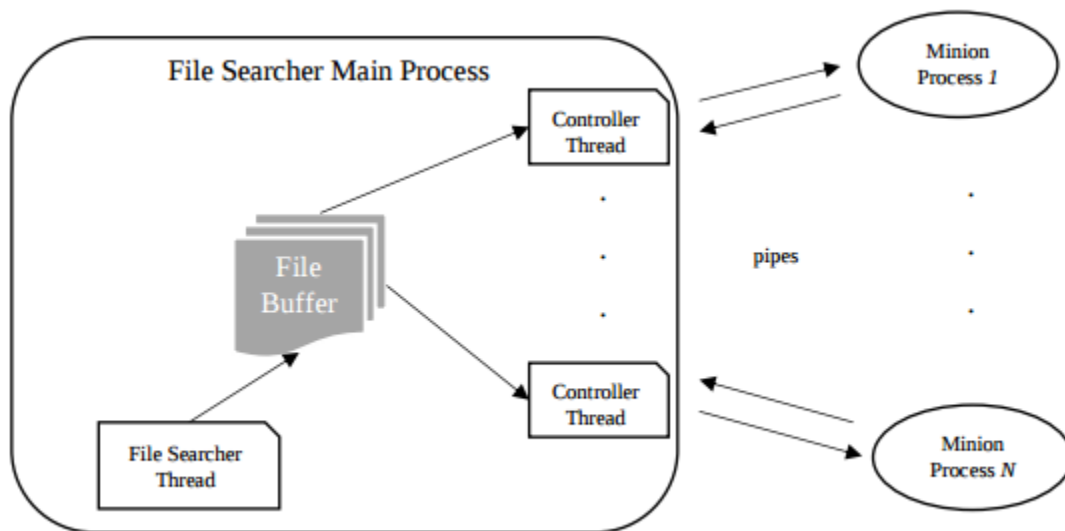 File Searcher Main Process
Minion
Process 1
Controller
Thread
File
Buffer
pipes
Controller
Thread
File Searcher
Thread
Minion
Process N